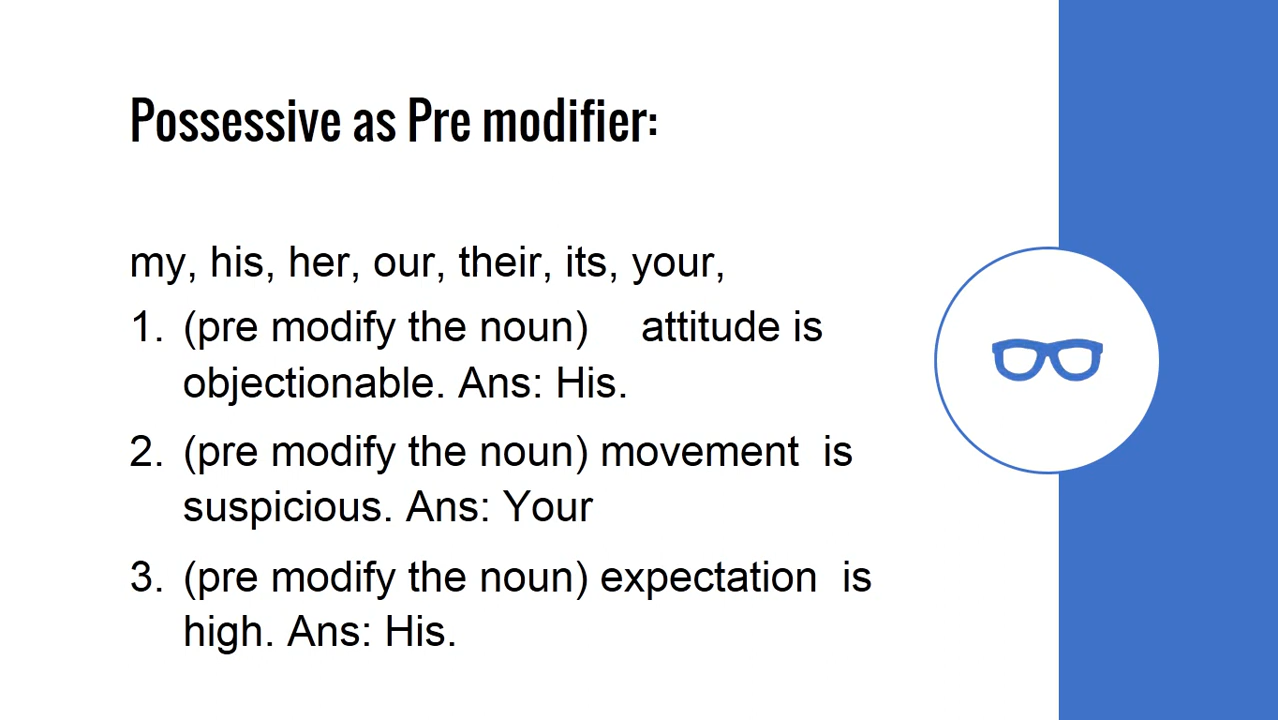 Possessive as Pre modifier:
my, his, her, our, their, its, your,
1. (pre modify the noun) attitude is
objectionable. Ans: His.
2. (pre modify the noun) movement is
suspicious. Ans: Your
3. (pre modify the noun) expectation is
high. Ans: His.